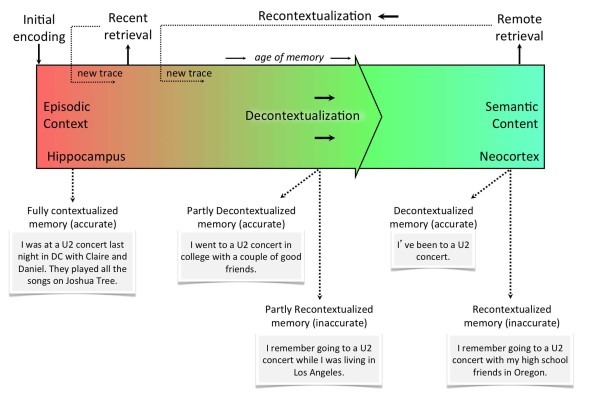 Initial
encoding
Recent
retrieval
Recontextualization
Remote
retrieval
new trace
new trace
age of memory
Episodic
Context
Decontextualization
Semantic
Content
Hippocampus
Neocortex
Fully contextualized
memory (accurate)
I was at a U2 concert last
night in DC with Claire and
Daniel. They played all the
songs on Joshua Tree.
Partly Decontextualized
memory (accurate)
I went to a U2 concert in
college with a couple of good
friends.
Decontextualized
memory (accurate)
I've been to a U2
concert.
Partly Recontextualized
memory (inaccurate)
I remember going to a U2
concert while I was living in
Los Angeles.
Recontextualized
memory (inaccurate)
I remember going to a U2
concert with my high school
friends in Oregon.